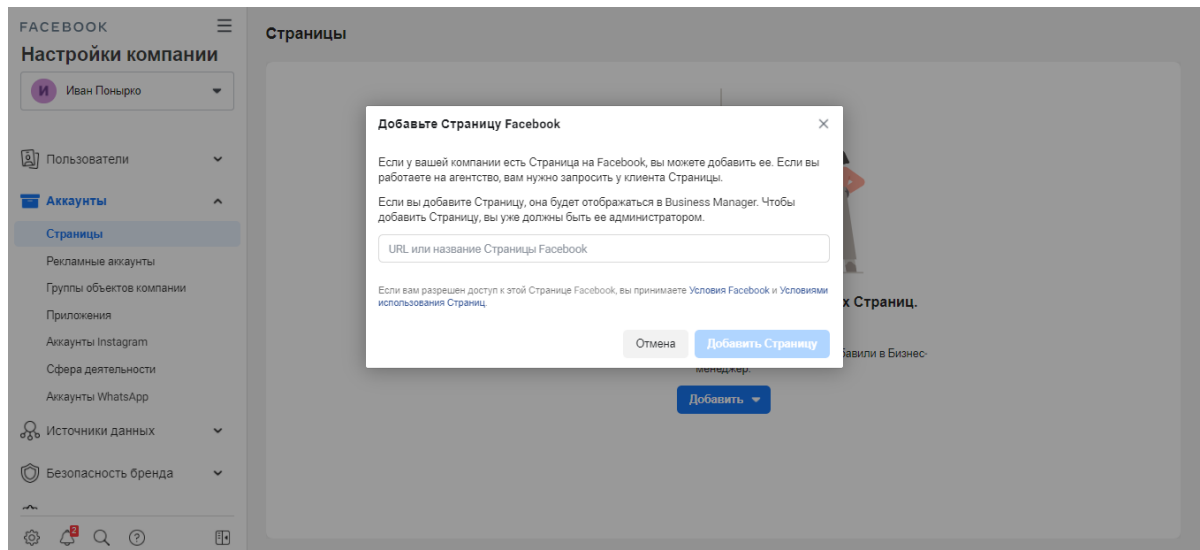 FACEBOOK
Настройки компании
И
Иван Понырко
Пользователи
Аккаунты
Страницы
Рекламные аккаунты
Группы объектов компании
Приложения
Аккаунты Instagram
Сфера деятельности
Аккаунты WhatsApp
Источники данных
Безопасность бренда
2
Страницы
Добавьте Страницу Facebook
Если у вашей компании есть Страница на Facebook, вы можете добавить ее. Если вы
работаете на агентство, вам нужно запросить у клиента Страницы.
Если вы добавите Страницу, она будет отображаться в Business Manager. Чтобы
добавить Страницу, вы уже должны быть ее администратором.
URL или название Страницы Facebook
Если вам разрешен доступ к этой Странице Facebook, вы принимаете Условия Facebook и Условиями
использования Страниц.
Отмена
Добавить Страницу
х Страниц.
бавили в Бизнес-
менеджер.
Добавить